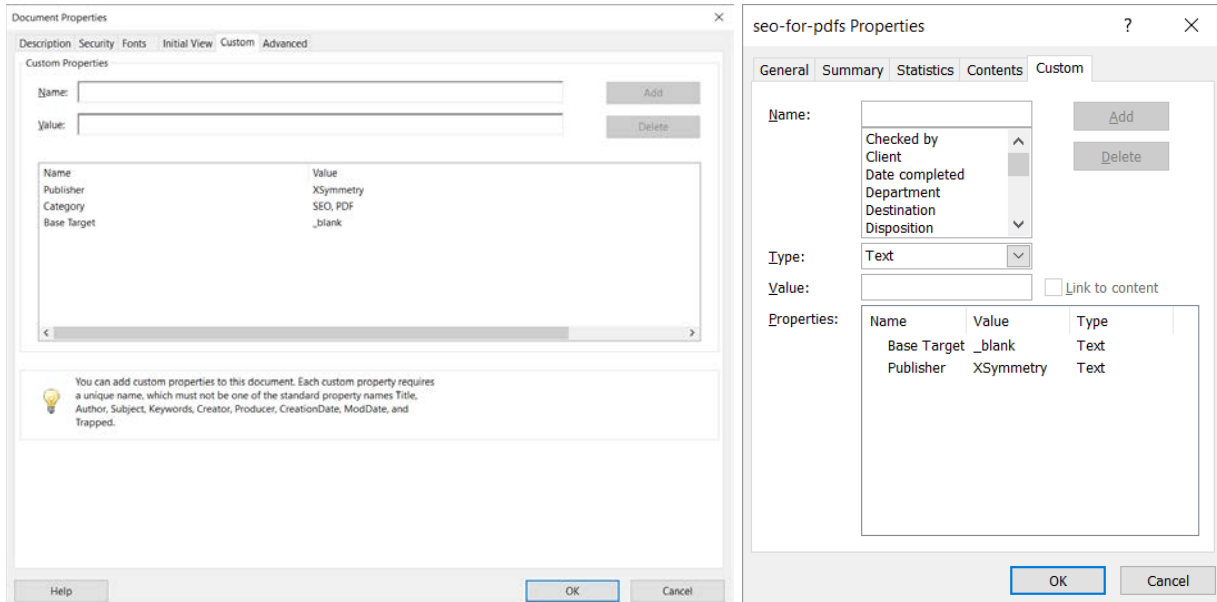 Document Properties
Description Security Fonts Initial View Custom Advanced
Custom Properties
Name:
Add
Value:
Delete
Name Value
Publisher XSymmetry
Category SEO, PDF
Base Target _blank
You can add custom properties to this document. Each custom property requires
a unique name, which must not be one of the standard property names Title,
Author, Subject, Keywords, Creator, Producer, CreationDate, ModDate, and
Trapped.
Help OK Cancel
seo-for-pdfs Properties ?
General Summary Statistics Contents Custom
Name:
Add
Checked by
Client
Delete
Date completed
Department
Destination
Disposition
Type: Text
Value: Link to content
Properties: Name Value Type
Base Target _blank Text
Publisher XSymmetry Text
OK Cancel